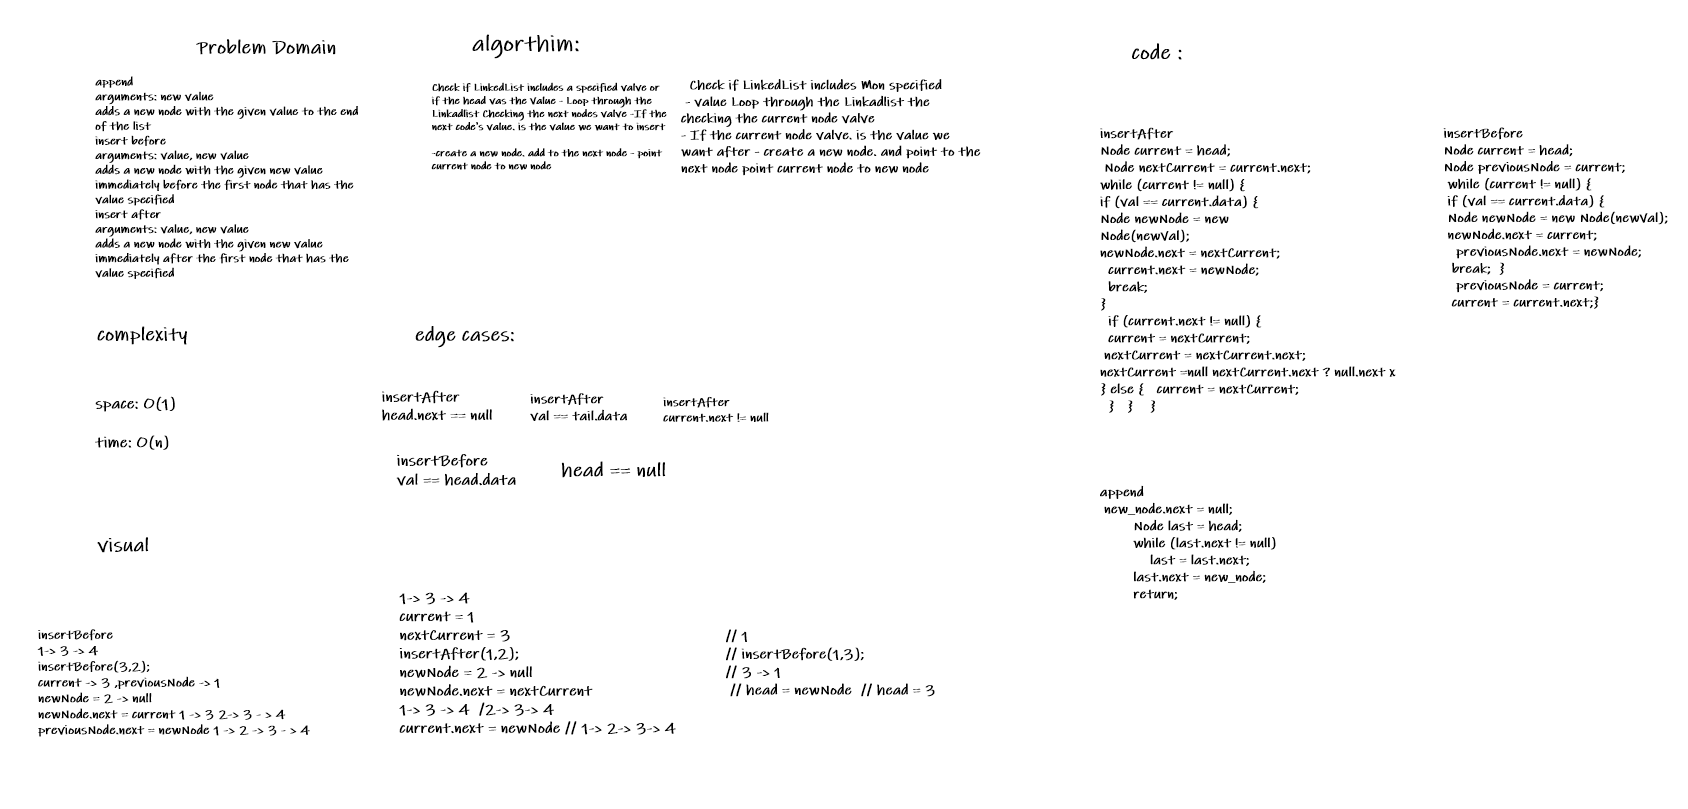 Problem Domain
append
arguments: new value
adds a new node with the given value to the end
of the list
insert before
arguments: value, new value
adds a new node with the given new value
immediately before the first node that has the
value specified
insert after
arguments: value, new value
adds a new node with the given new value
immediately after the first node that has the
value specified
algorthim:
Check if LinkedList includes a specified valve or
if the head vas the Value - Loop through the
Linkadlist Checking the next nodes valve -If the
next code's value. is the value we want to insert
-create a new node. add to the next node - point
current node to new node
Check if LinkedList includes Mon specified
- value Loop through the Linkadlist the
checking the current node valve
- If the current node valve. is the value we
want after - create a new node. and point to the
next node point current node to new node
code :
insertAfter
Node current = head;
Node nextCurrent = current.next;
while (current != null) {
if (val == current.data) {
Node newNode = new
Node(newVal);
newNode.next = nextCurrent;
current.next = newNode;
break;
}
if (current.next != null) {
current = nextCurrent;
nextCurrent = nextCurrent.next;
nextCurrent =null nextCurrent.next ? null.next x
} else {   current = nextCurrent;
}   }   }
insertBefore
Node current = head;
Node previousNode = current;
while (current != null) {
if (val == current.data) {
Node newNode = new Node(newVal);
newNode.next = current;
previousNode.next = newNode;
break;  }
previousNode = current;
current = current.next;}
append
new_node.next = null;
Node last = head;
while (last.next != null)
last = last.next;
last.next = new_node;
return;
complexity
space: O(1)
time: O(n)
edge cases:
insertAfter
head.next == null
insertAfter
val == tail.data
insertAfter
current.next != null
insertBefore
val == head.data
head == null
visual
insertBefore
1-> 3 -> 4
insertBefore(3,2);
current -> 3 ,previousNode -> 1
newNode = 2 -> null
newNode.next = current 1 -> 3 2-> 3 - > 4
previousNode.next = newNode 1 -> 2 -> 3 - > 4
1-> 3 -> 4
current = 1
nextCurrent = 3
insertAfter(1,2);
newNode = 2 -> null
newNode.next = nextCurrent
1-> 3 -> 4  /2-> 3-> 4
current.next = newNode // 1-> 2-> 3-> 4
// 1
// insertBefore(1,3);
// 3 -> 1
// head = newNode  // head = 3